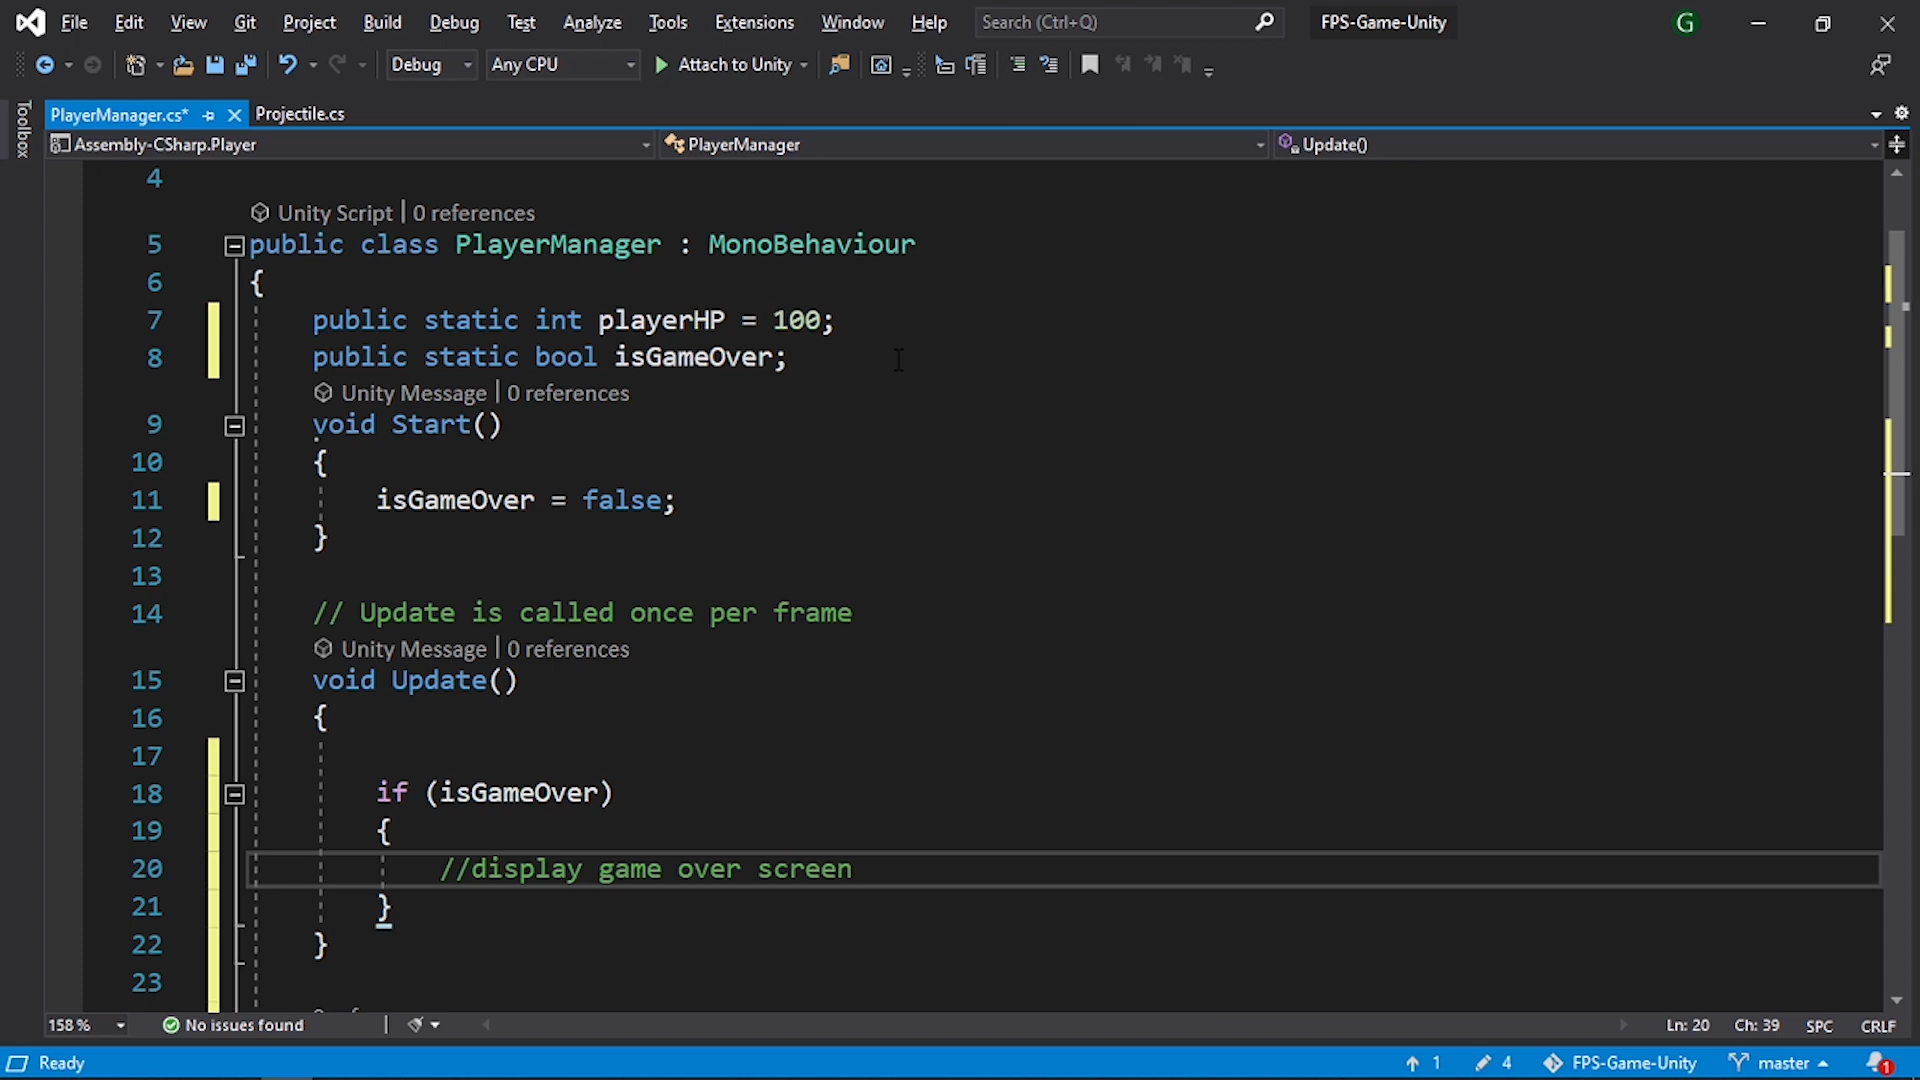 File Edit View Git Project Build Debug Test Analyze Tools Extensions Window Help Search (Ctrl+Q) FPS-Game-Unity G
Debug Any CPU Attach to Unity
Toolbox
PlayerManager.cs* Projectile.cs
Assembly-CSharp.Player PlayerManager Update()
4
Unity Script | 0 references
5 public class PlayerManager : MonoBehaviour
6 {
7 public static int playerHP = 100;
8 public static bool isGameOver;
Unity Message | 0 references
9 void Start()
10 {
11 isGameOver = false;
12 }
13
14 // Update is called once per frame
Unity Message | 0 references
15 void Update()
16 {
17
18 if (isGameOver)
19 {
20 //display game over screen
21 }
22 }
23
158 % No issues found Ln: 20 Ch: 39 SPC CRLF
Ready 1 4 FPS-Game-Unity master 1